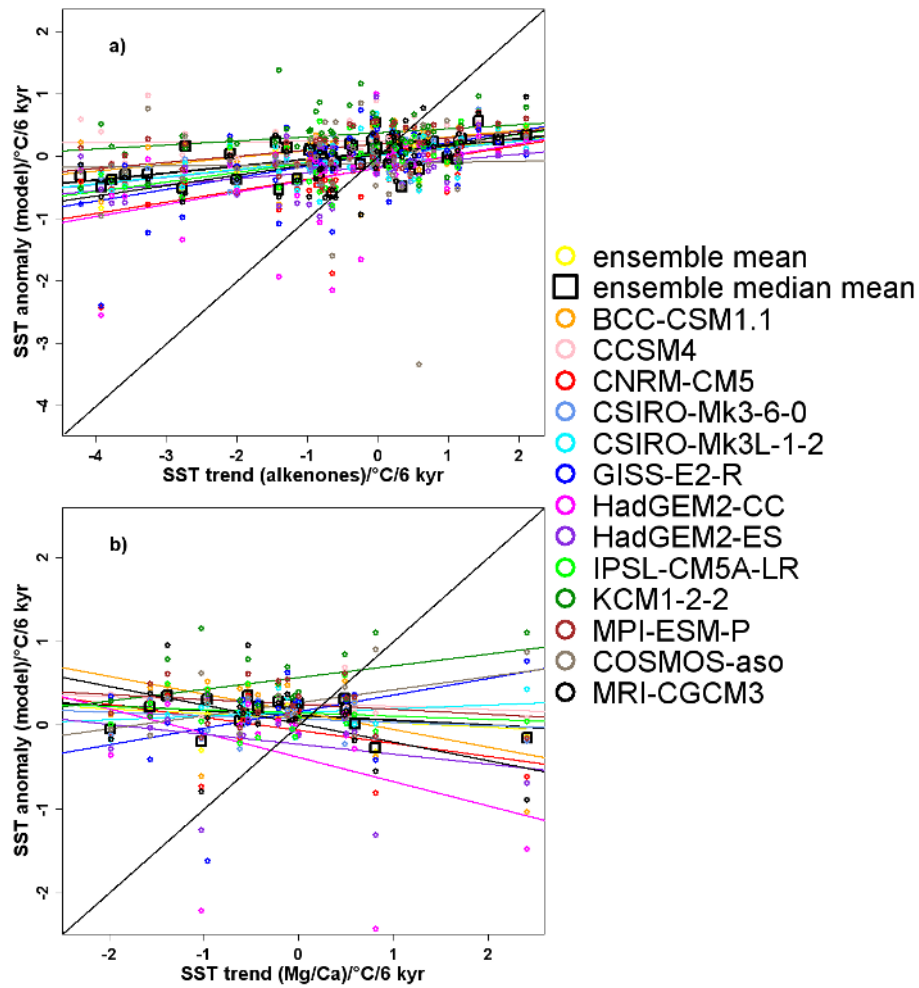 a)
2
1
0
-1
-2
-3
-4
SST anomaly (model)/°C/6 kyr
-4 -3 -2 -1 0 1 2
SST trend (alkenones)/°C/6 kyr
b)
2
1
0
-1
-2
SST anomaly (model)/°C/6 kyr
-2 -1 0 1 2
SST trend (Mg/Ca)/°C/6 kyr
ensemble mean
ensemble median mean
BCC-CSM1.1
CCSM4
CNRM-CM5
CSIRO-Mk3-6-0
CSIRO-Mk3L-1-2
GISS-E2-R
HadGEM2-CC
HadGEM2-ES
IPSL-CM5A-LR
KCM1-2-2
MPI-ESM-P
COSMOS-aso
MRI-CGCM3